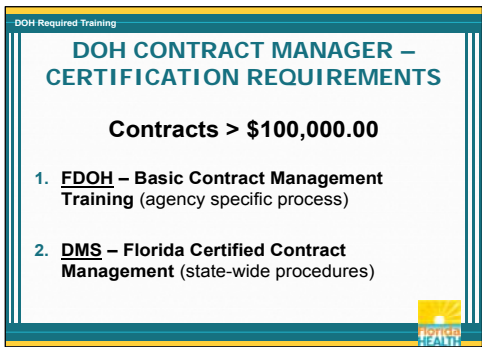 DOH Required Training
DOH CONTRACT MANAGER –
CERTIFICATION REQUIREMENTS
Contracts > $100,000.00
1. FDOH – Basic Contract Management
Training (agency specific process)
2. DMS – Florida Certified Contract
Management (state-wide procedures)
Florida
HEALTH